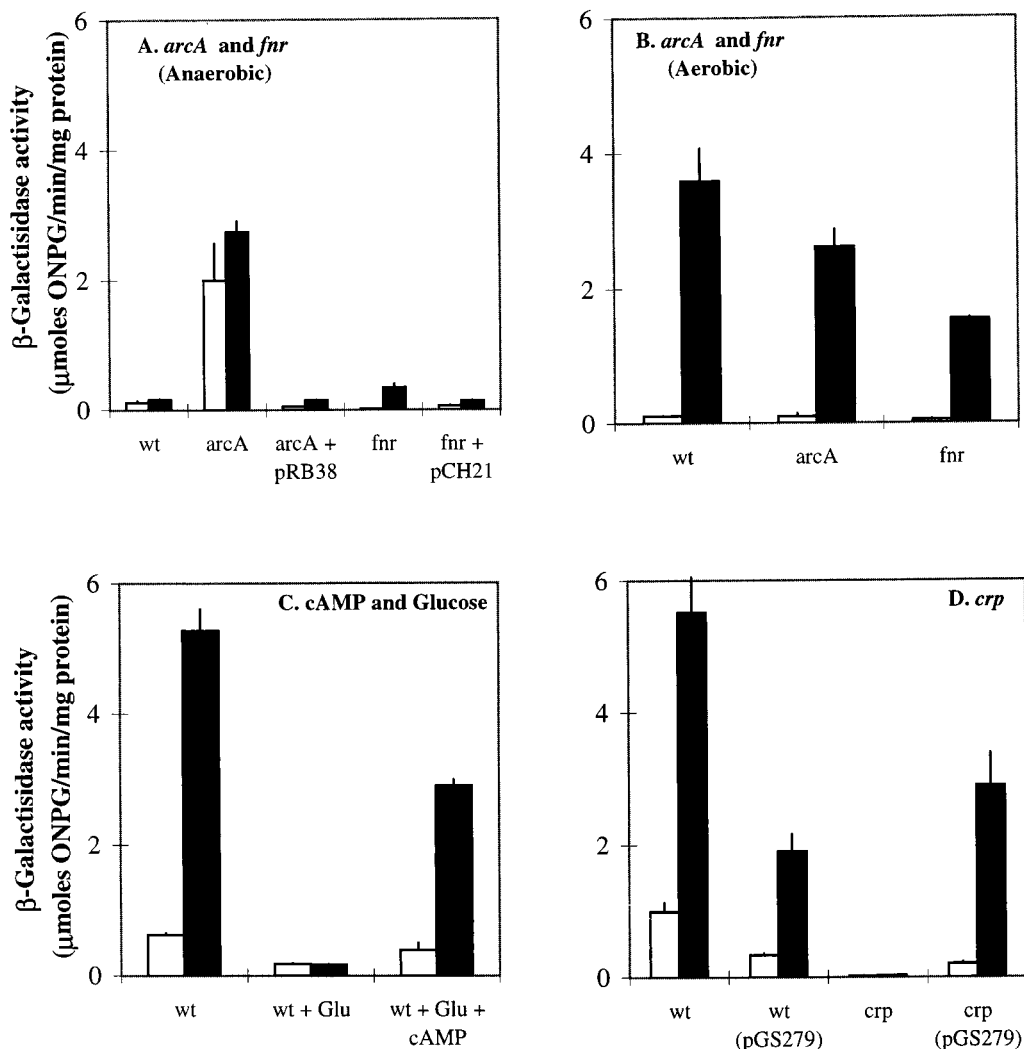 A. arcA and fnr
(Anaerobic)
β-Galactisidase activity
(μmoles ONPG/min/mg protein)
6
4
2
0
wt
arcA
arcA +
pRB38
fnr
fnr +
pCH21
B. arcA and fnr
(Aerobic)
6
4
2
0
wt
arcA
fnr
C. cAMP and Glucose
β-Galactisidase activity
(μmoles ONPG/min/mg protein)
6
4
2
0
wt
wt + Glu
wt + Glu +
cAMP
D. crp
6
4
2
0
wt
wt
(pGS279)
crp
crp
(pGS279)